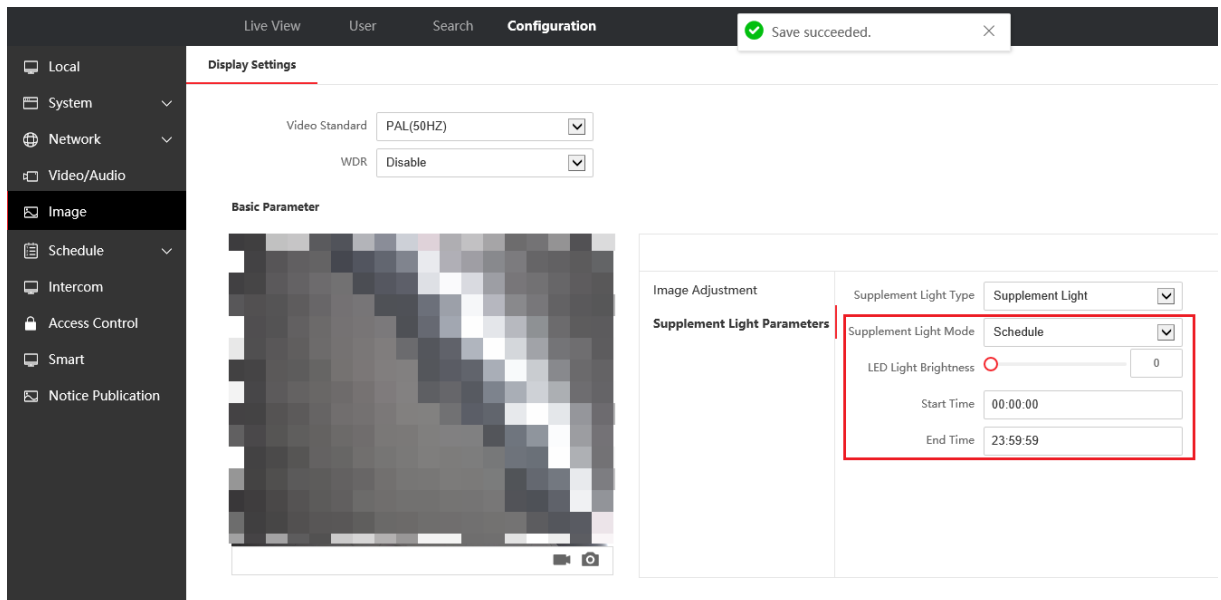 Live View User Search Configuration
Save succeeded.
Local
System
Network
Video/Audio
Image
Schedule
Intercom
Access Control
Smart
Notice Publication
Display Settings
Video Standard PAL(50HZ)
WDR Disable
Basic Parameter
Image Adjustment
Supplement Light Parameters
Supplement Light Type Supplement Light
Supplement Light Mode Schedule
LED Light Brightness 0
Start Time 00:00:00
End Time 23:59:59